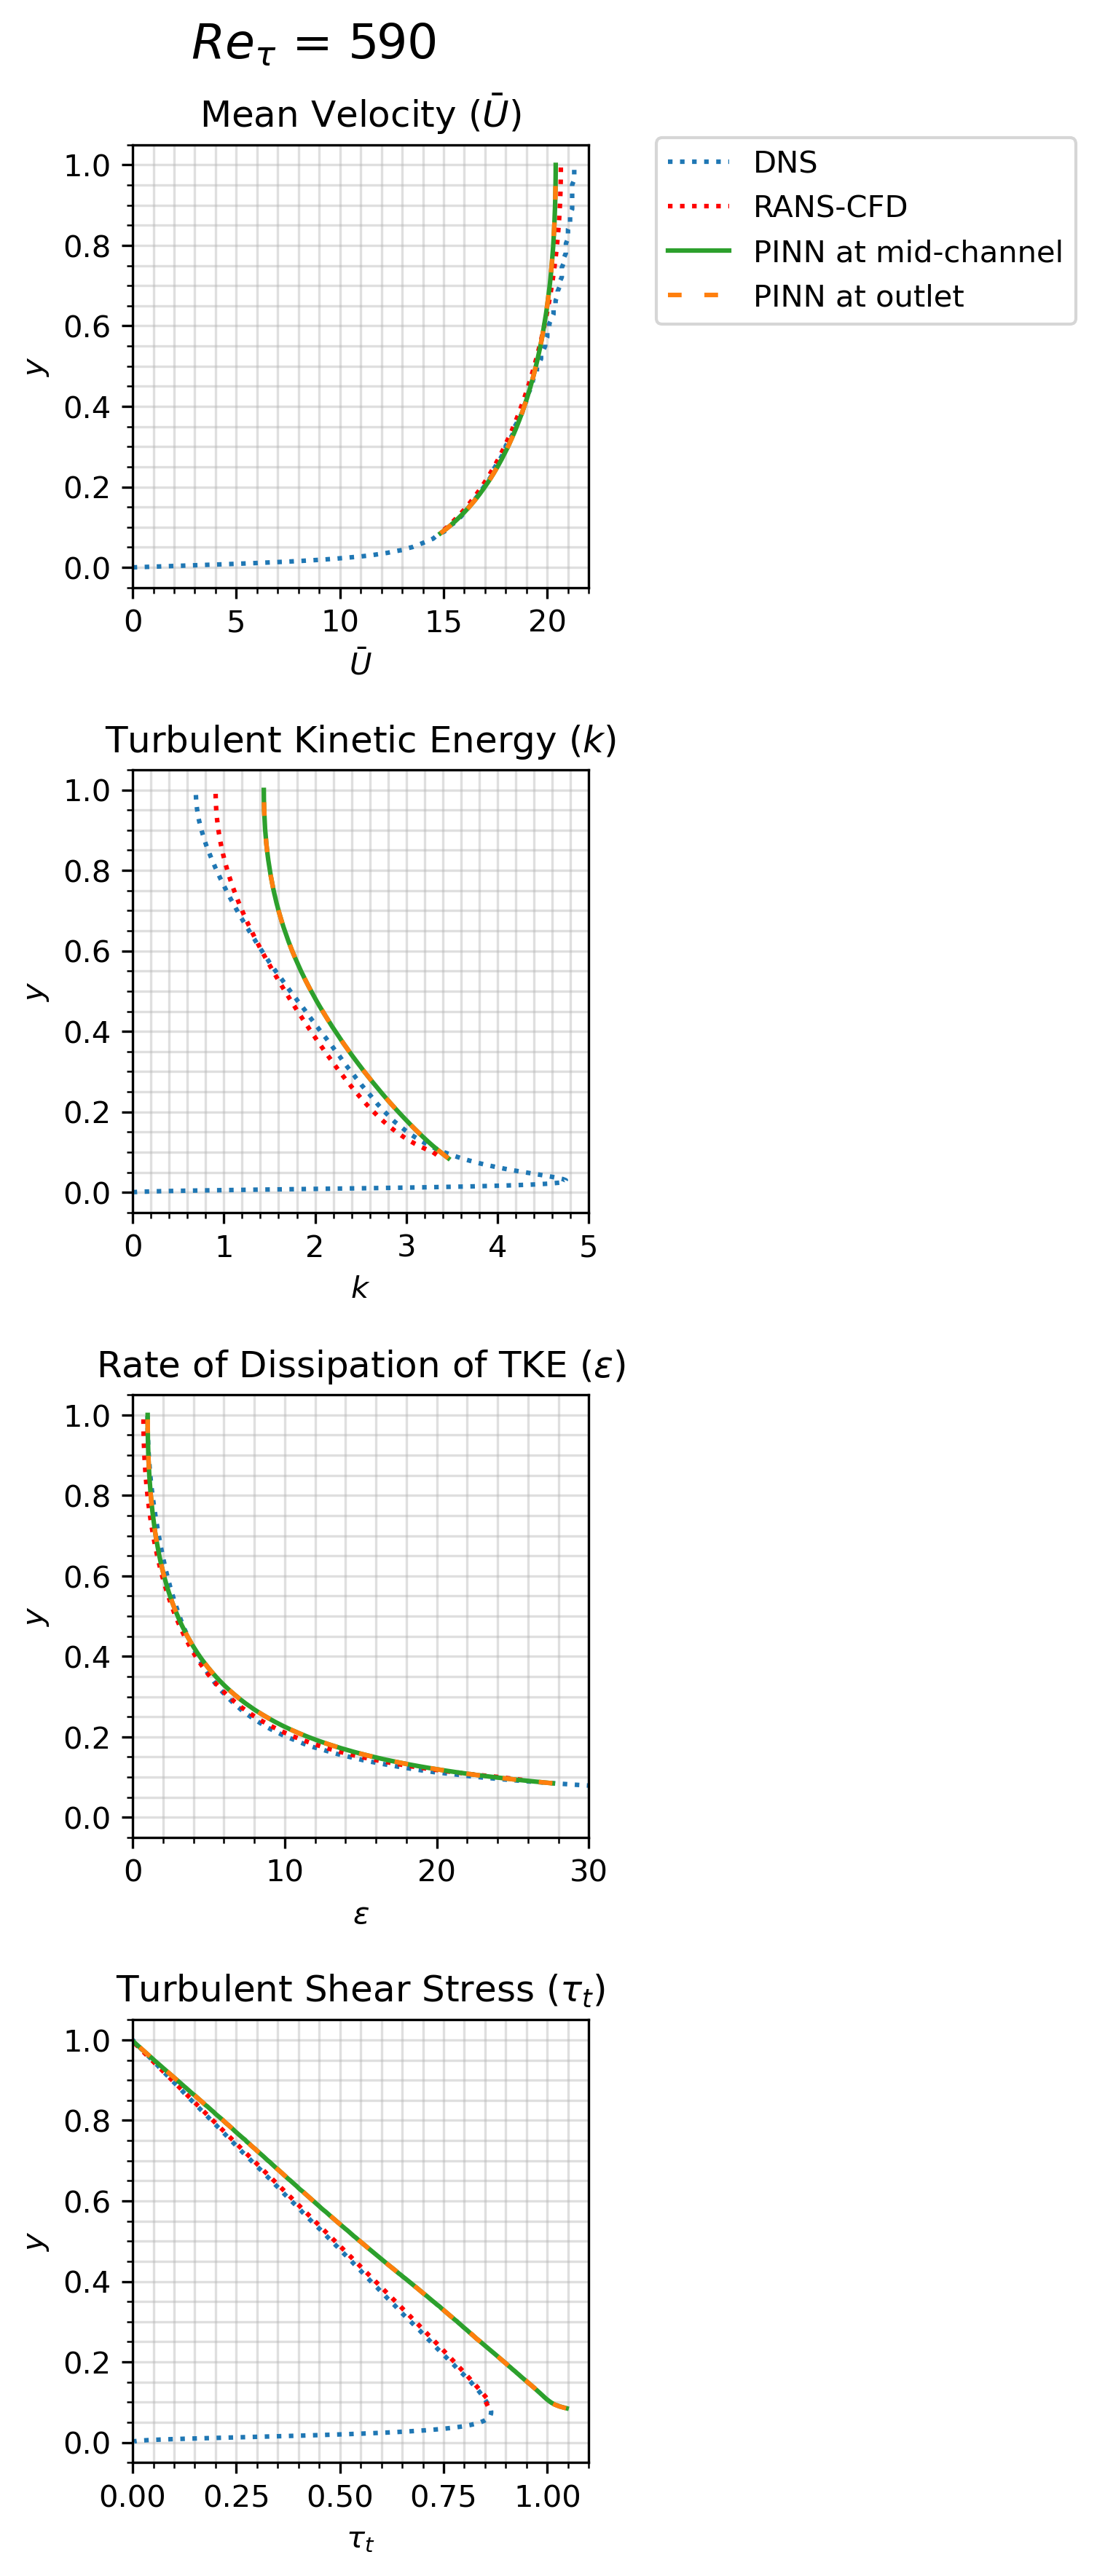 Re_τ = 590
Mean Velocity (Ū)
DNS
RANS-CFD
PINN at mid-channel
PINN at outlet
1.0
0.8
0.6
0.4
0.2
0.0
y
0 5 10 15 20
Ū
Turbulent Kinetic Energy (k)
1.0
0.8
0.6
0.4
0.2
0.0
y
0 1 2 3 4 5
k
Rate of Dissipation of TKE (ε)
1.0
0.8
0.6
0.4
0.2
0.0
y
0 10 20 30
ε
Turbulent Shear Stress (τ_t)
1.0
0.8
0.6
0.4
0.2
0.0
y
0.00 0.25 0.50 0.75 1.00
τ_t